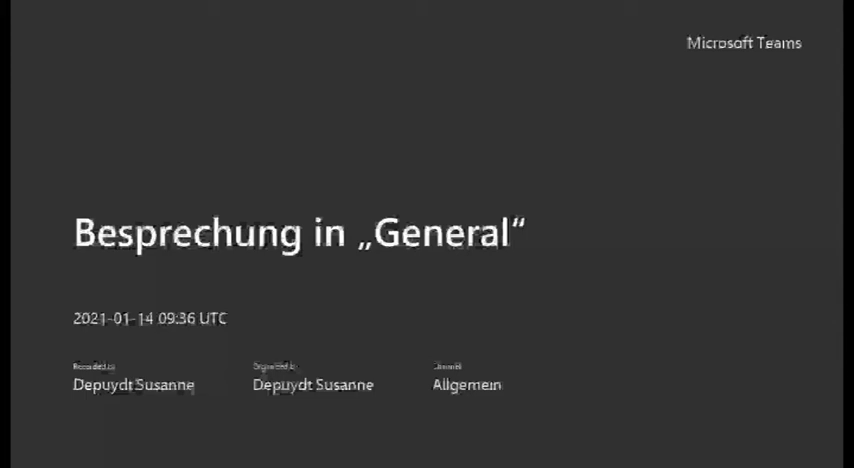 Microsoft Teams
Besprechung in „General“
2021-01-14 09:36 UTC
Recorded by Organized by Channel
Depuydt Susanne Depuydt Susanne Allgemein